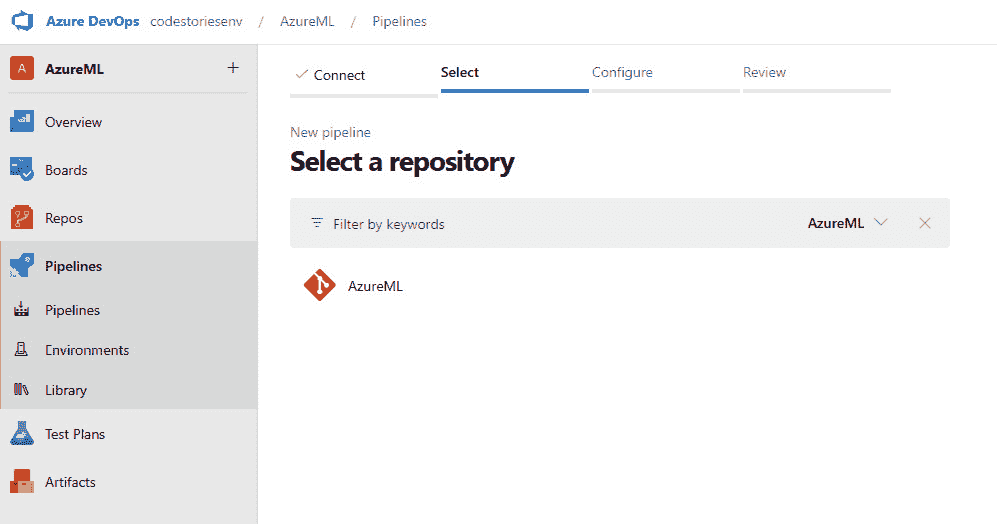 Azure DevOps codestoriesenv / AzureML / Pipelines
A AzureML +
Overview
Boards
Repos
Pipelines
Pipelines
Environments
Library
Test Plans
Artifacts
Connect Select Configure Review
New pipeline
Select a repository
Filter by keywords AzureML
AzureML